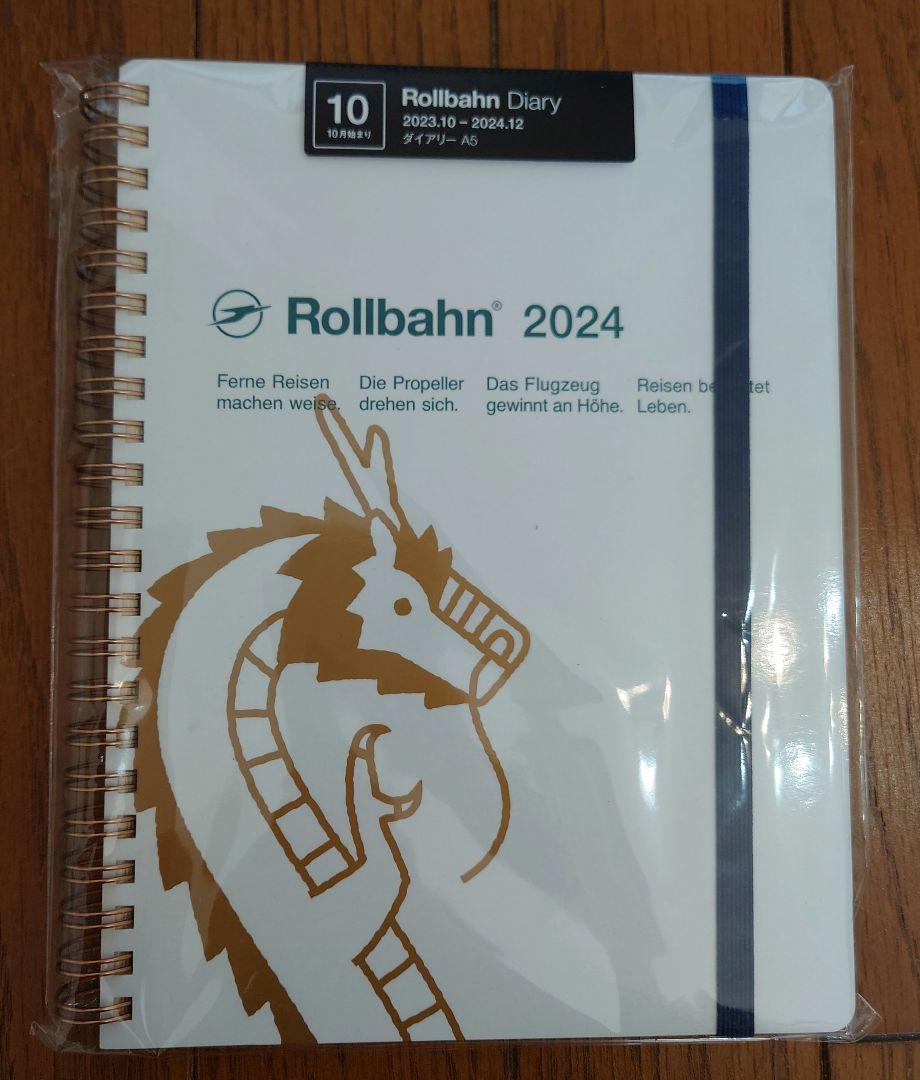 10
10月始まり
Rollbahn Diary
2023.10 – 2024.12
ダイアリー A5
Rollbahn® 2024
Ferne Reisen
machen weise.
Die Propeller
drehen sich.
Das Flugzeug
gewinnt an Höhe.
Reisen
Leben.